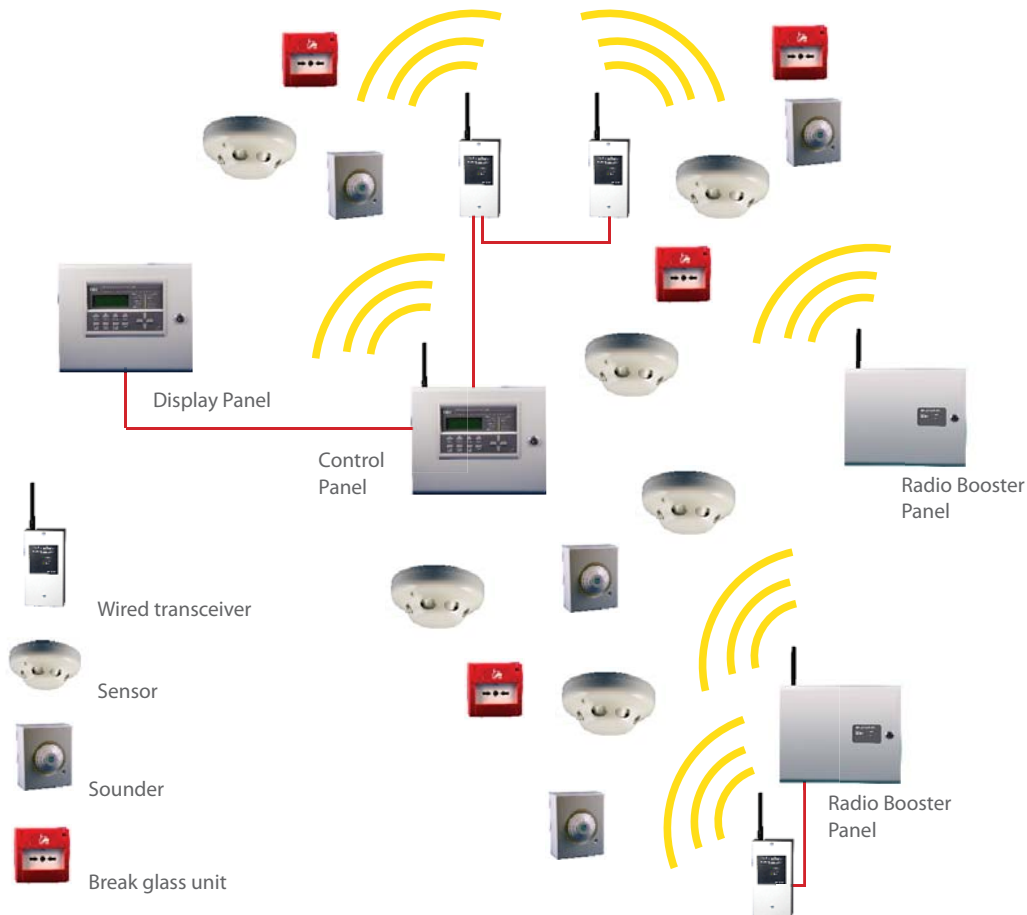 Display Panel
Control
Panel
Radio Booster
Panel
Wired transceiver
Sensor
Sounder
Radio Booster
Panel
Break glass unit